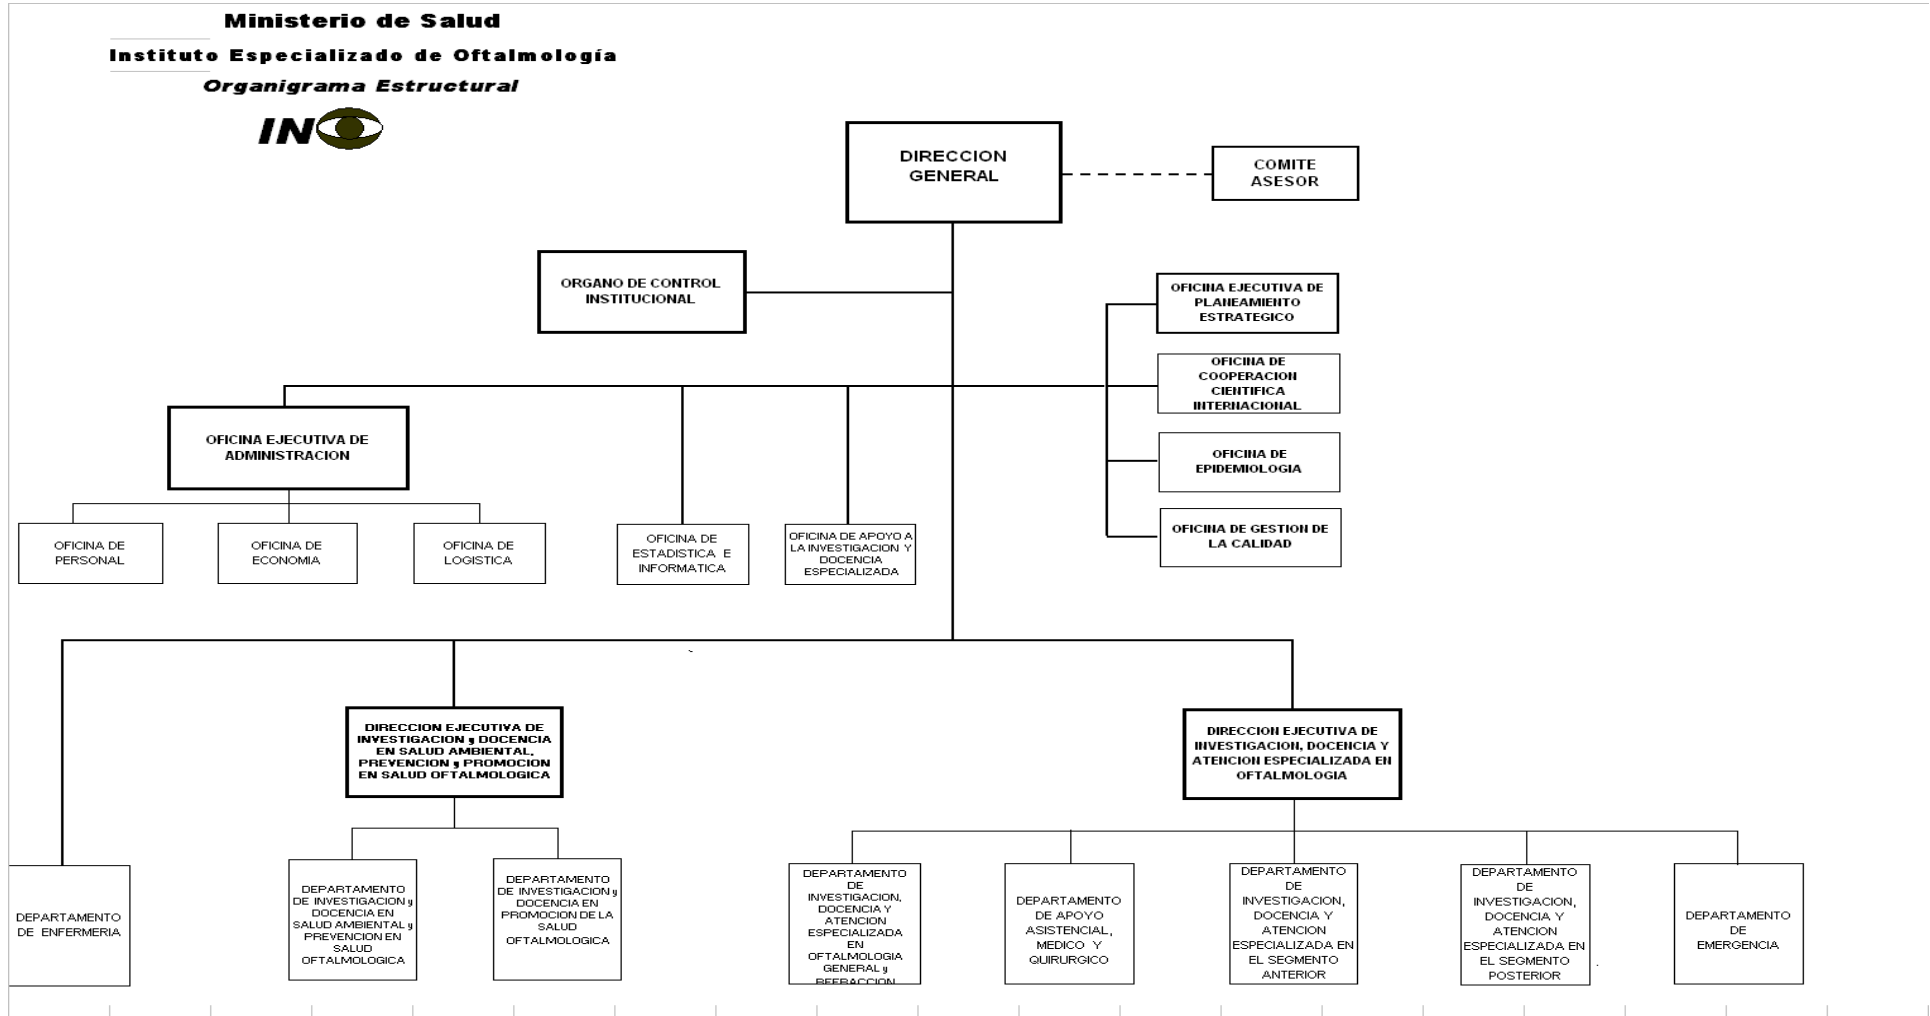 Ministerio de Salud
Instituto Especializado de Oftalmología
Organigrama Estructural
IN
DIRECCION
GENERAL
COMITE
ASESOR
ORGANO DE CONTROL
INSTITUCIONAL
OFICINA EJECUTIVA DE
PLANEAMIENTO
ESTRATEGICO
OFICINA DE
COOPERACION
CIENTIFICA
INTERNACIONAL
OFICINA DE
EPIDEMIOLOGIA
OFICINA DE GESTION DE
LA CALIDAD
OFICINA EJECUTIVA DE
ADMINISTRACION
OFICINA DE
PERSONAL
OFICINA DE
ECONOMIA
OFICINA DE
LOGISTICA
OFICINA DE
ESTADISTICA E
INFORMATICA
OFICINA DE APOYO A
LA INVESTIGACION Y
DOCENCIA
ESPECIALIZADA
DIRECCION EJECUTIVA DE
INVESTIGACION y DOCENCIA
EN SALUD AMBIENTAL,
PREVENCION y PROMOCION
EN SALUD OFTALMOLOGICA
DIRECCION EJECUTIVA DE
INVESTIGACION, DOCENCIA Y
ATENCION ESPECIALIZADA EN
OFTALMOLOGIA
DEPARTAMENTO
DE ENFERMERIA
DEPARTAMENTO
DE INVESTIGACION y
DOCENCIA EN
SALUD AMBIENTAL y
PREVENCION EN
SALUD
OFTALMOLOGICA
DEPARTAMENTO
DE INVESTIGACION y
DOCENCIA EN
PROMOCION DE LA
SALUD
OFTALMOLOGICA
DEPARTAMENTO
DE
INVESTIGACION,
DOCENCIA Y
ATENCION
ESPECIALIZADA
EN
OFTALMOLOGIA
GENERAL y
REFRACCION
DEPARTAMENTO
DE APOYO
ASISTENCIAL,
MEDICO Y
QUIRURGICO
DEPARTAMENTO
DE
INVESTIGACION,
DOCENCIA Y
ATENCION
ESPECIALIZADA EN
EL SEGMENTO
ANTERIOR
DEPARTAMENTO
DE
INVESTIGACION,
DOCENCIA Y
ATENCION
ESPECIALIZADA EN
EL SEGMENTO
POSTERIOR
DEPARTAMENTO
DE
EMERGENCIA